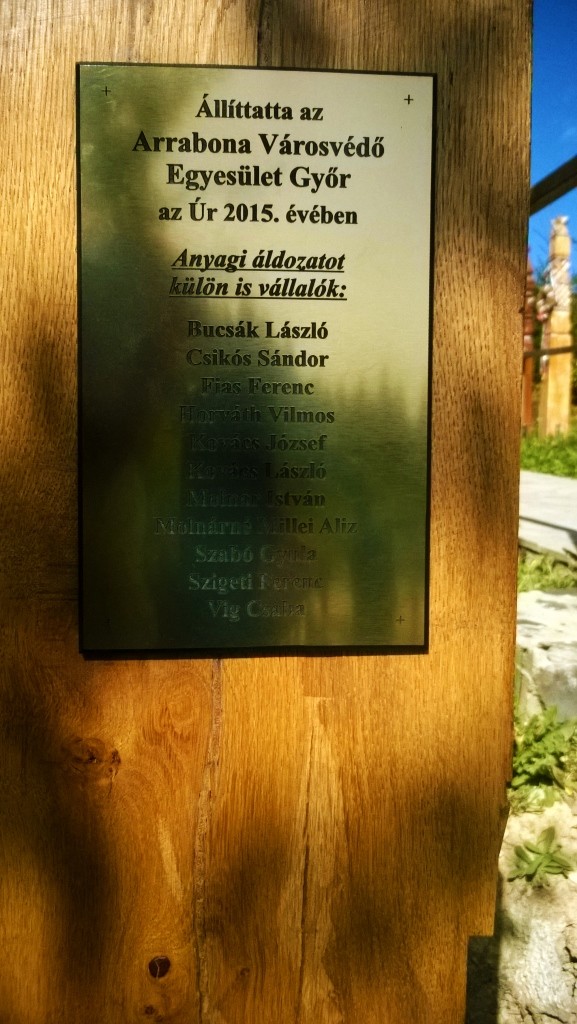 Állíttatta az
Arrabona Városvédő
Egyesület Győr
az Úr 2015. évében
Anyagi áldozatot
külön is vállalók:
Bucsák László
Csikós Sándor
Fias Ferenc
Horváth Vilmos
Kovács József
Kovács László
Molnár István
Molnárné Millei Aliz
Szabó Gyula
Szigeti Ferenc
Vig Csaba